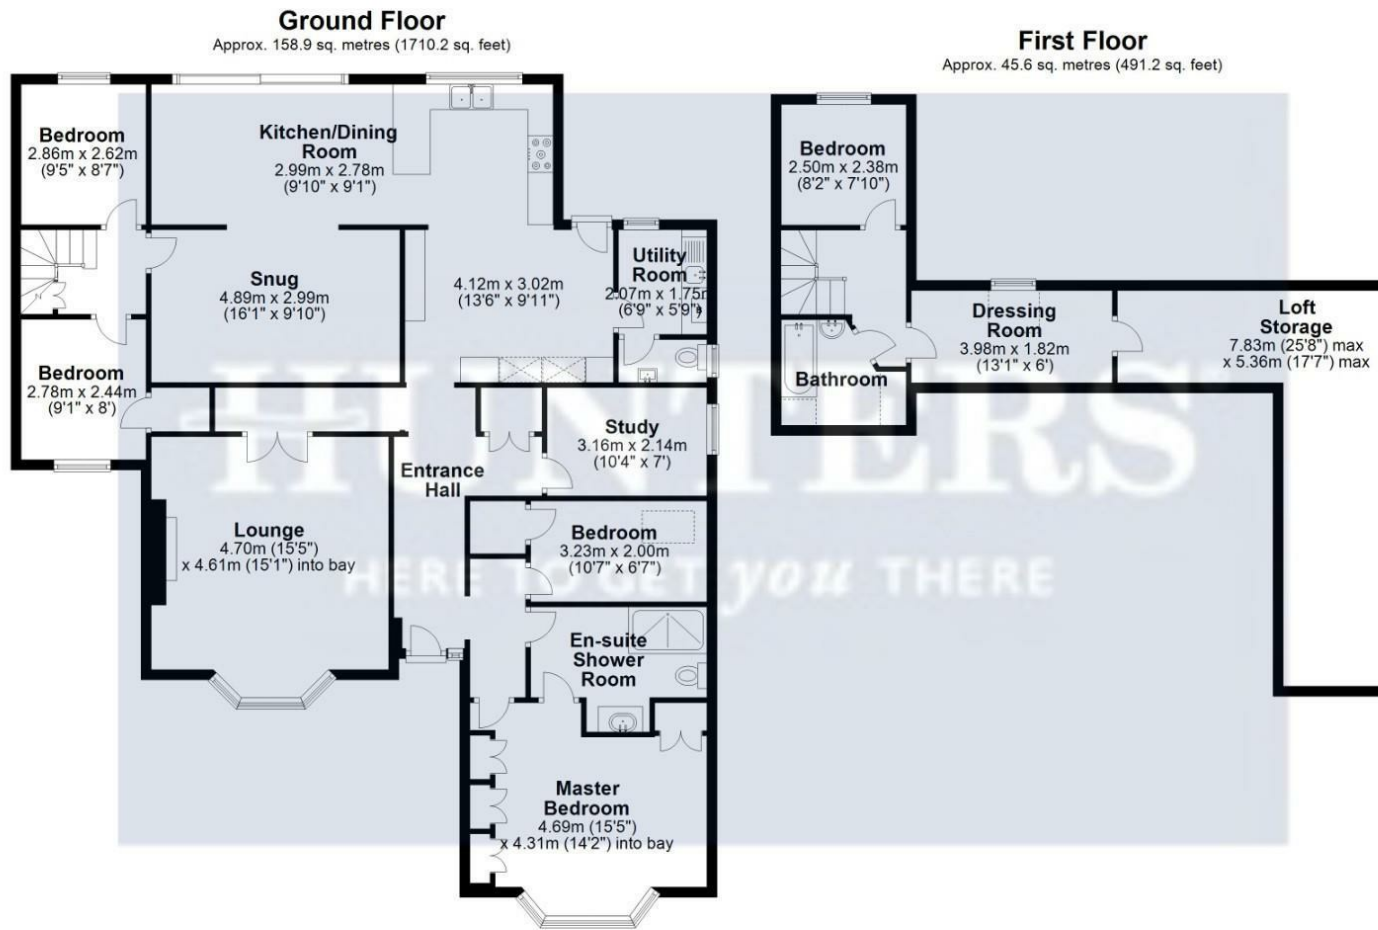 Ground Floor
Approx. 158.9 sq. metres (1710.2 sq. feet)
First Floor
Approx. 45.6 sq. metres (491.2 sq. feet)
Bedroom
2.86m x 2.62m
(9'5" x 8'7")
Kitchen/Dining
Room
2.99m x 2.78m
(9'10" x 9'1")
Snug
4.89m x 2.99m
(16'1" x 9'10")
4.12m x 3.02m
(13'6" x 9'11")
Utility
Room
2.07m x 1.75m
(6'9" x 5'9")
Bedroom
2.78m x 2.44m
(9'1" x 8')
Study
3.16m x 2.14m
(10'4" x 7')
Entrance
Hall
Lounge
4.70m (15'5")
x 4.61m (15'1") into bay
Bedroom
3.23m x 2.00m
(10'7" x 6'7")
En-suite
Shower
Room
Master
Bedroom
4.69m (15'5")
x 4.31m (14'2") into bay
Bedroom
2.50m x 2.38m
(8'2" x 7'10")
Dressing
Room
3.98m x 1.82m
(13'1" x 6')
Loft
Storage
7.83m (25'8") max
x 5.36m (17'7") max
Bathroom
HUNTERS
HERE TO GET you THERE